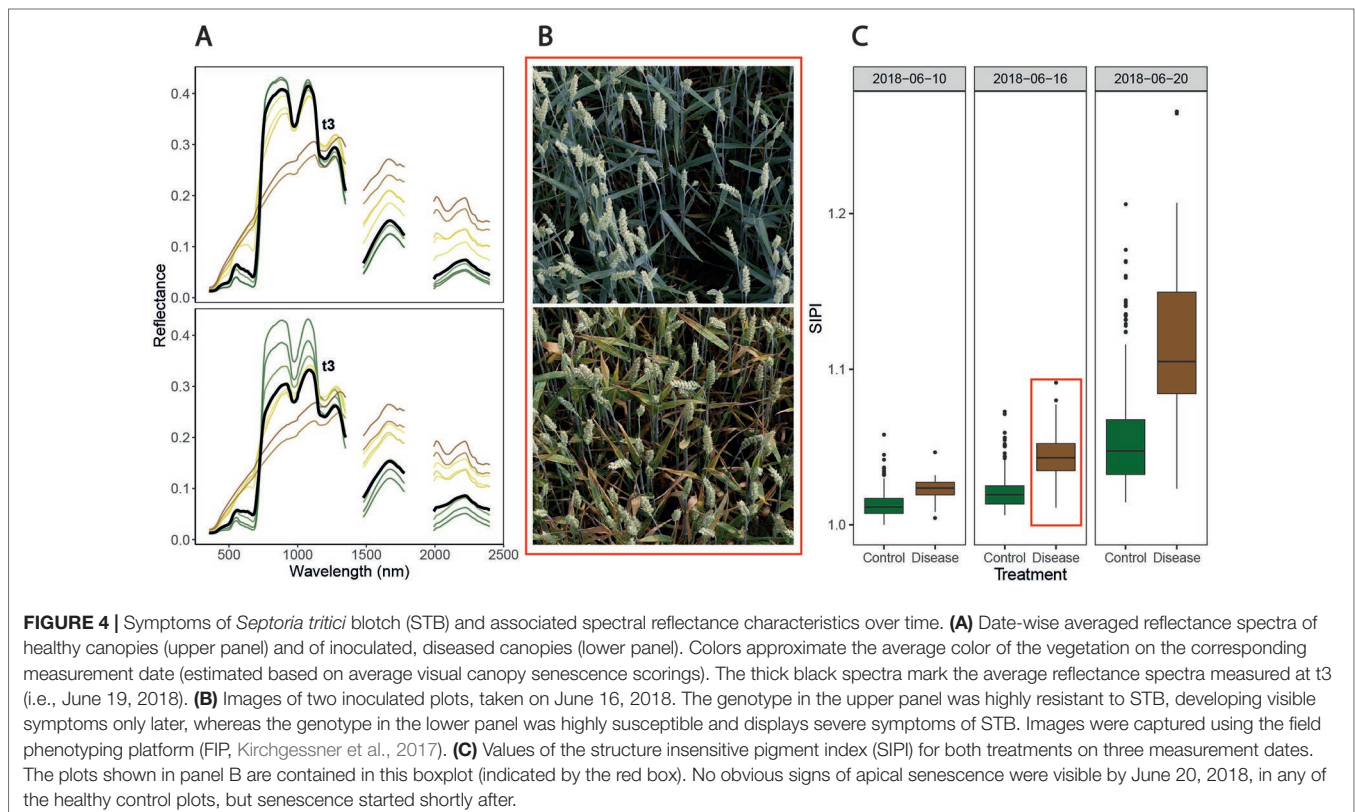 A
B
C
0.4
0.3
0.2
0.1
0.0
t3
0.4
0.3
0.2
0.1
0.0
t3
Reflectance
500
1000
1500
2000
2500
Wavelength (nm)
2018-06-10
2018-06-16
2018-06-20
SIPI
1.2
1.1
1.0
Control Disease
Control Disease
Control Disease
Treatment
FIGURE 4 | Symptoms of Septoria tritici blotch (STB) and associated spectral reflectance characteristics over time. (A) Date-wise averaged reflectance spectra of
healthy canopies (upper panel) and of inoculated, diseased canopies (lower panel). Colors approximate the average color of the vegetation on the corresponding
measurement date (estimated based on average visual canopy senescence scorings). The thick black spectra mark the average reflectance spectra measured at t3
(i.e., June 19, 2018). (B) Images of two inoculated plots, taken on June 16, 2018. The genotype in the upper panel was highly resistant to STB, developing visible
symptoms only later, whereas the genotype in the lower panel was highly susceptible and displays severe symptoms of STB. Images were captured using the field
phenotyping platform (FIP, Kirchgessner et al., 2017). (C) Values of the structure insensitive pigment index (SIPI) for both treatments on three measurement dates.
The plots shown in panel B are contained in this boxplot (indicated by the red box). No obvious signs of apical senescence were visible by June 20, 2018, in any of
the healthy control plots, but senescence started shortly after.